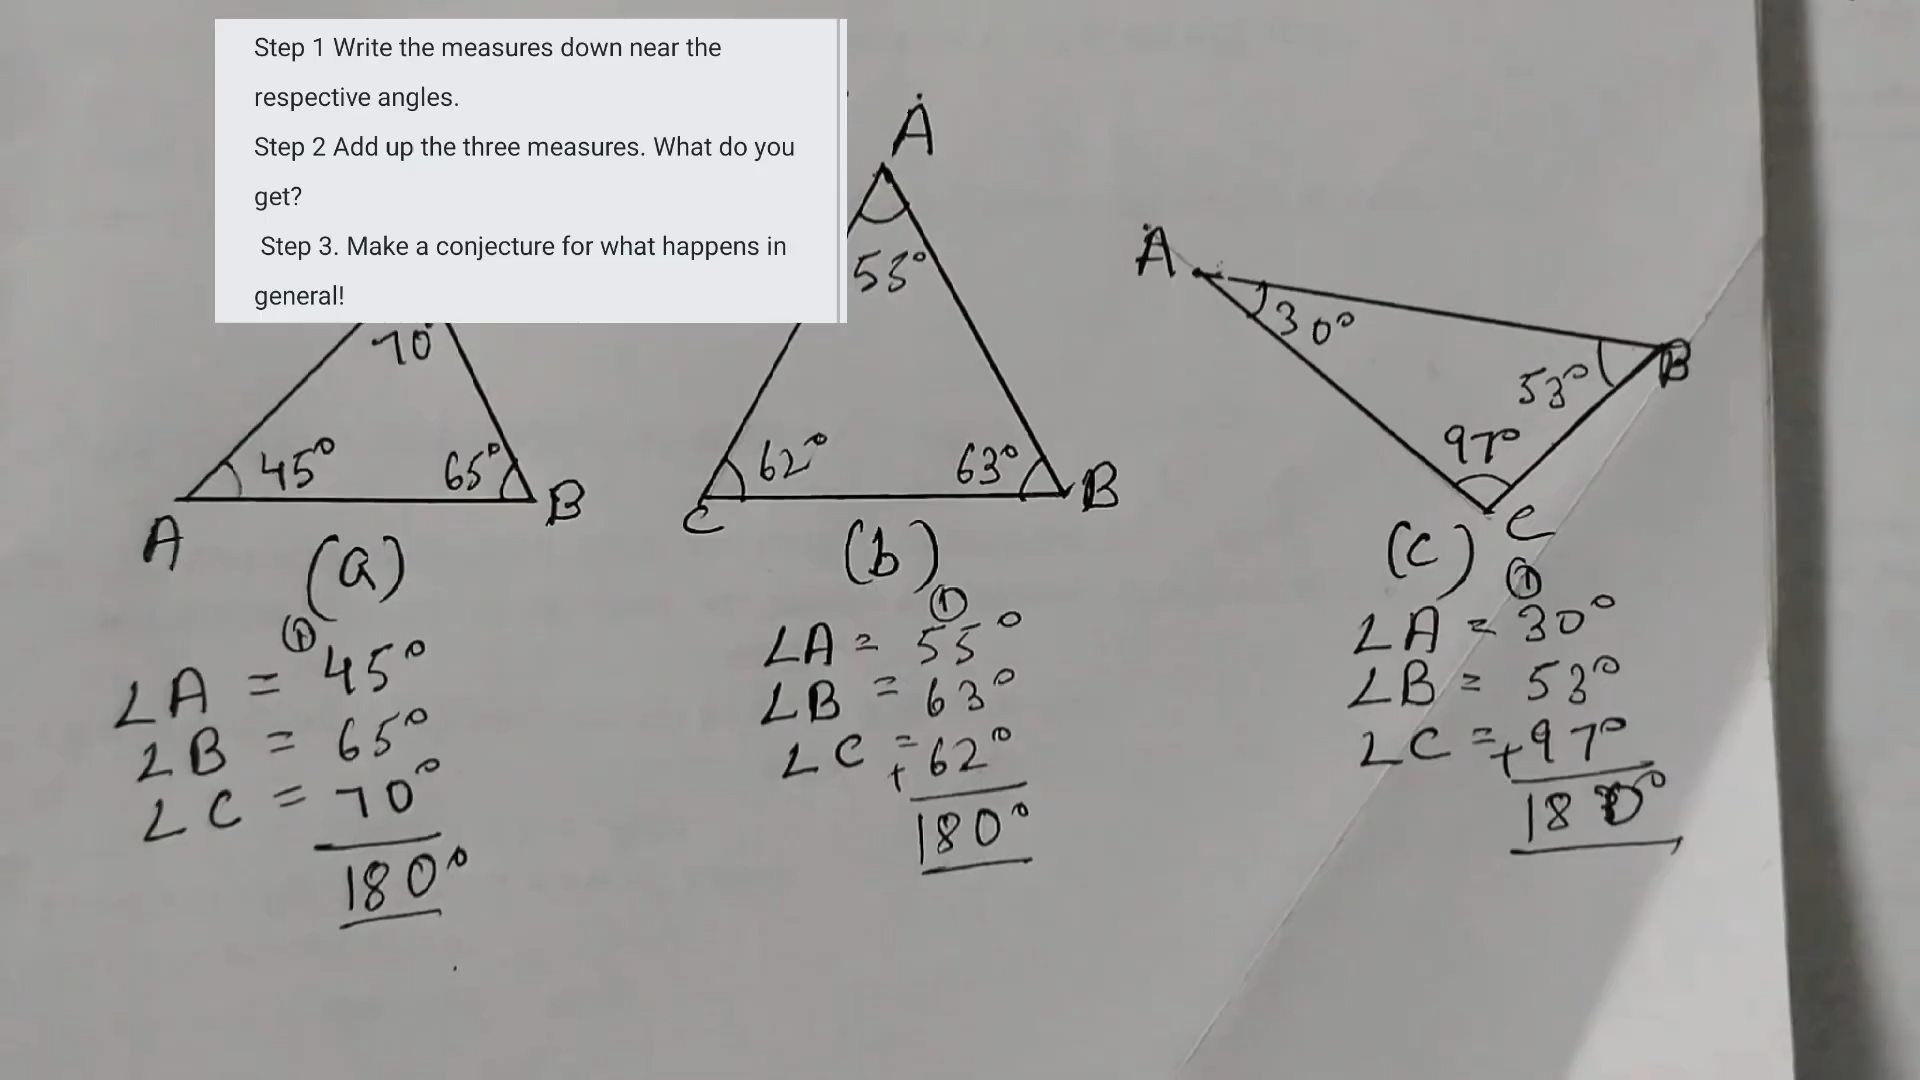 Step 1 Write the measures down near the
respective angles.
Step 2 Add up the three measures. What do you
get?
Step 3. Make a conjecture for what happens in
general!
70°
45°
65°
A
B
(a)
∠A = 45°
∠B = 65°
∠C = 70°
180°
A
55°
62°
63°
C
B
(b)
1
∠A = 55°
∠B = 63°
∠C = +62°
180°
A
30°
53°
B
97°
C
(c)
1
∠A = 30°
∠B = 53°
∠C = +97°
180°